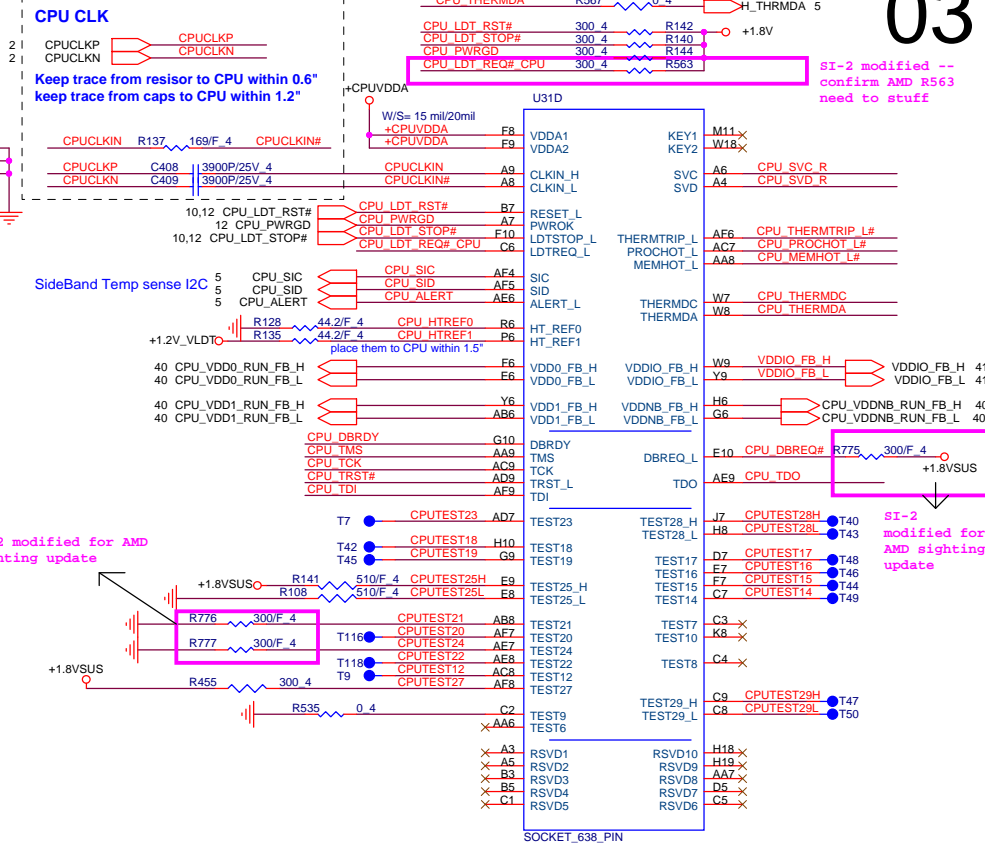 CPU_THERMDA R567 0_4 H_THRMDA 5
03
CPU CLK
2 CPUCLKP CPUCLKP
2 CPUCLKN CPUCLKN
Keep trace from resisor to CPU within 0.6"
keep trace from caps to CPU within 1.2"
CPUCLKIN R137 169/F_4 CPUCLKIN#
CPUCLKP C408 3900P/25V_4 CPUCLKIN
CPUCLKN C409 3900P/25V_4 CPUCLKIN#
CPU_LDT_RST# 300_4 R142 +1.8V
CPU_LDT_STOP# 300_4 R140
CPU_PWRGD 300_4 R144
CPU_LDT_REQ#_CPU 300_4 R563
SI-2 modified --
confirm AMD R563
need to stuff
+CPUVDDA
W/S= 15 mil/20mil
+CPUVDDA
+CPUVDDA
U31D
F8 VDDA1 KEY1 M11
F9 VDDA2 KEY2 W18
A9 CLKIN_H SVC A6 CPU_SVC_R
A8 CLKIN_L SVD A4 CPU_SVD_R
10,12 CPU_LDT_RST# CPU_LDT_RST# B7 RESET_L
12 CPU_PWRGD CPU_PWRGD A7 PWROK
10,12 CPU_LDT_STOP# CPU_LDT_STOP# F10 LDTSTOP_L THERMTRIP_L AF6 CPU_THERMTRIP_L#
CPU_LDT_REQ#_CPU C6 LDTREQ_L PROCHOT_L AC7 CPU_PROCHOT_L#
MEMHOT_L AA8 CPU_MEMHOT_L#
SideBand Temp sense I2C
5 CPU_SIC CPU_SIC AF4 SIC
5 CPU_SID CPU_SID AF5 SID
5 CPU_ALERT CPU_ALERT AE6 ALERT_L
THERMDC W7 CPU_THERMDC
THERMDA W8 CPU_THERMDA
R128 44.2/F_4 CPU_HTREF0 R6 HT_REF0
+1.2V_VLDT R135 44.2/F_4 CPU_HTREF1 P6 HT_REF1
place them to CPU within 1.5"
40 CPU_VDD0_RUN_FB_H F6 VDD0_FB_H VDDIO_FB_H W9 VDDIO_FB_H VDDIO_FB_H 41
40 CPU_VDD0_RUN_FB_L E6 VDD0_FB_L VDDIO_FB_L Y9 VDDIO_FB_L VDDIO_FB_L 41
40 CPU_VDD1_RUN_FB_H Y6 VDD1_FB_H VDDNB_FB_H H6 CPU_VDDNB_RUN_FB_H 40
40 CPU_VDD1_RUN_FB_L AB6 VDD1_FB_L VDDNB_FB_L G6 CPU_VDDNB_RUN_FB_L 40
CPU_DBRDY G10 DBRDY
CPU_TMS AA9 TMS DBREQ_L E10 CPU_DBREQ# R775 300/F_4
+1.8VSUS
CPU_TCK AC9 TCK
CPU_TRST# AD9 TRST_L TDO AE9 CPU_TDO
CPU_TDI AF9 TDI
SI-2
modified for
AMD sighting
update
T7 CPUTEST23 AD7 TEST23 TEST28_H J7 CPUTEST28H T40
TEST28_L H8 CPUTEST28L T43
T42 CPUTEST18 H10 TEST18
T45 CPUTEST19 G9 TEST19 TEST17 D7 CPUTEST17 T48
TEST16 E7 CPUTEST16 T46
+1.8VSUS R141 510/F_4 CPUTEST25H E9 TEST25_H TEST15 F7 CPUTEST15 T44
R108 510/F_4 CPUTEST25L E8 TEST25_L TEST14 C7 CPUTEST14 T49
2 modified for AMD
hting update
R776 300/F_4 CPUTEST21 AB8 TEST21 TEST7 C3
T116 CPUTEST20 AF7 TEST20 TEST10 K8
R777 300/F_4 CPUTEST24 AE7 TEST24
T118 CPUTEST22 AE8 TEST22 TEST8 C4
T9 CPUTEST12 AC8 TEST12
+1.8VSUS R455 300_4 CPUTEST27 AF8 TEST27
TEST29_H C9 CPUTEST29H T47
R535 0_4 C2 TEST9 TEST29_L C8 CPUTEST29L T50
AA6 TEST6
A3 RSVD1 RSVD10 H18
A5 RSVD2 RSVD9 H19
B3 RSVD3 RSVD8 AA7
B5 RSVD4 RSVD7 D5
C1 RSVD5 RSVD6 C5
SOCKET_638_PIN